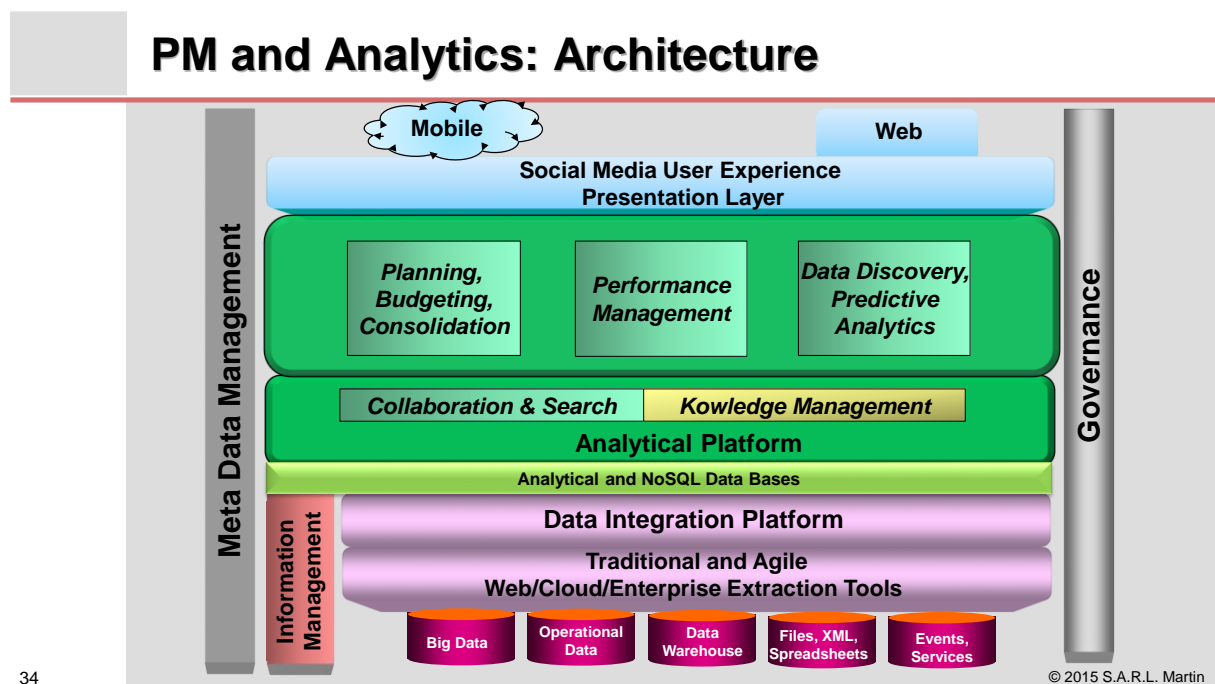 PM and Analytics: Architecture
Mobile
Web
Social Media User Experience
Presentation Layer
Meta Data Management
Governance
Planning,
Budgeting,
Consolidation
Performance
Management
Data Discovery,
Predictive
Analytics
Collaboration & Search
Kowledge Management
Analytical Platform
Analytical and NoSQL Data Bases
Information
Management
Data Integration Platform
Traditional and Agile
Web/Cloud/Enterprise Extraction Tools
Big Data
Operational
Data
Data
Warehouse
Files, XML,
Spreadsheets
Events,
Services
34
© 2015 S.A.R.L. Martin